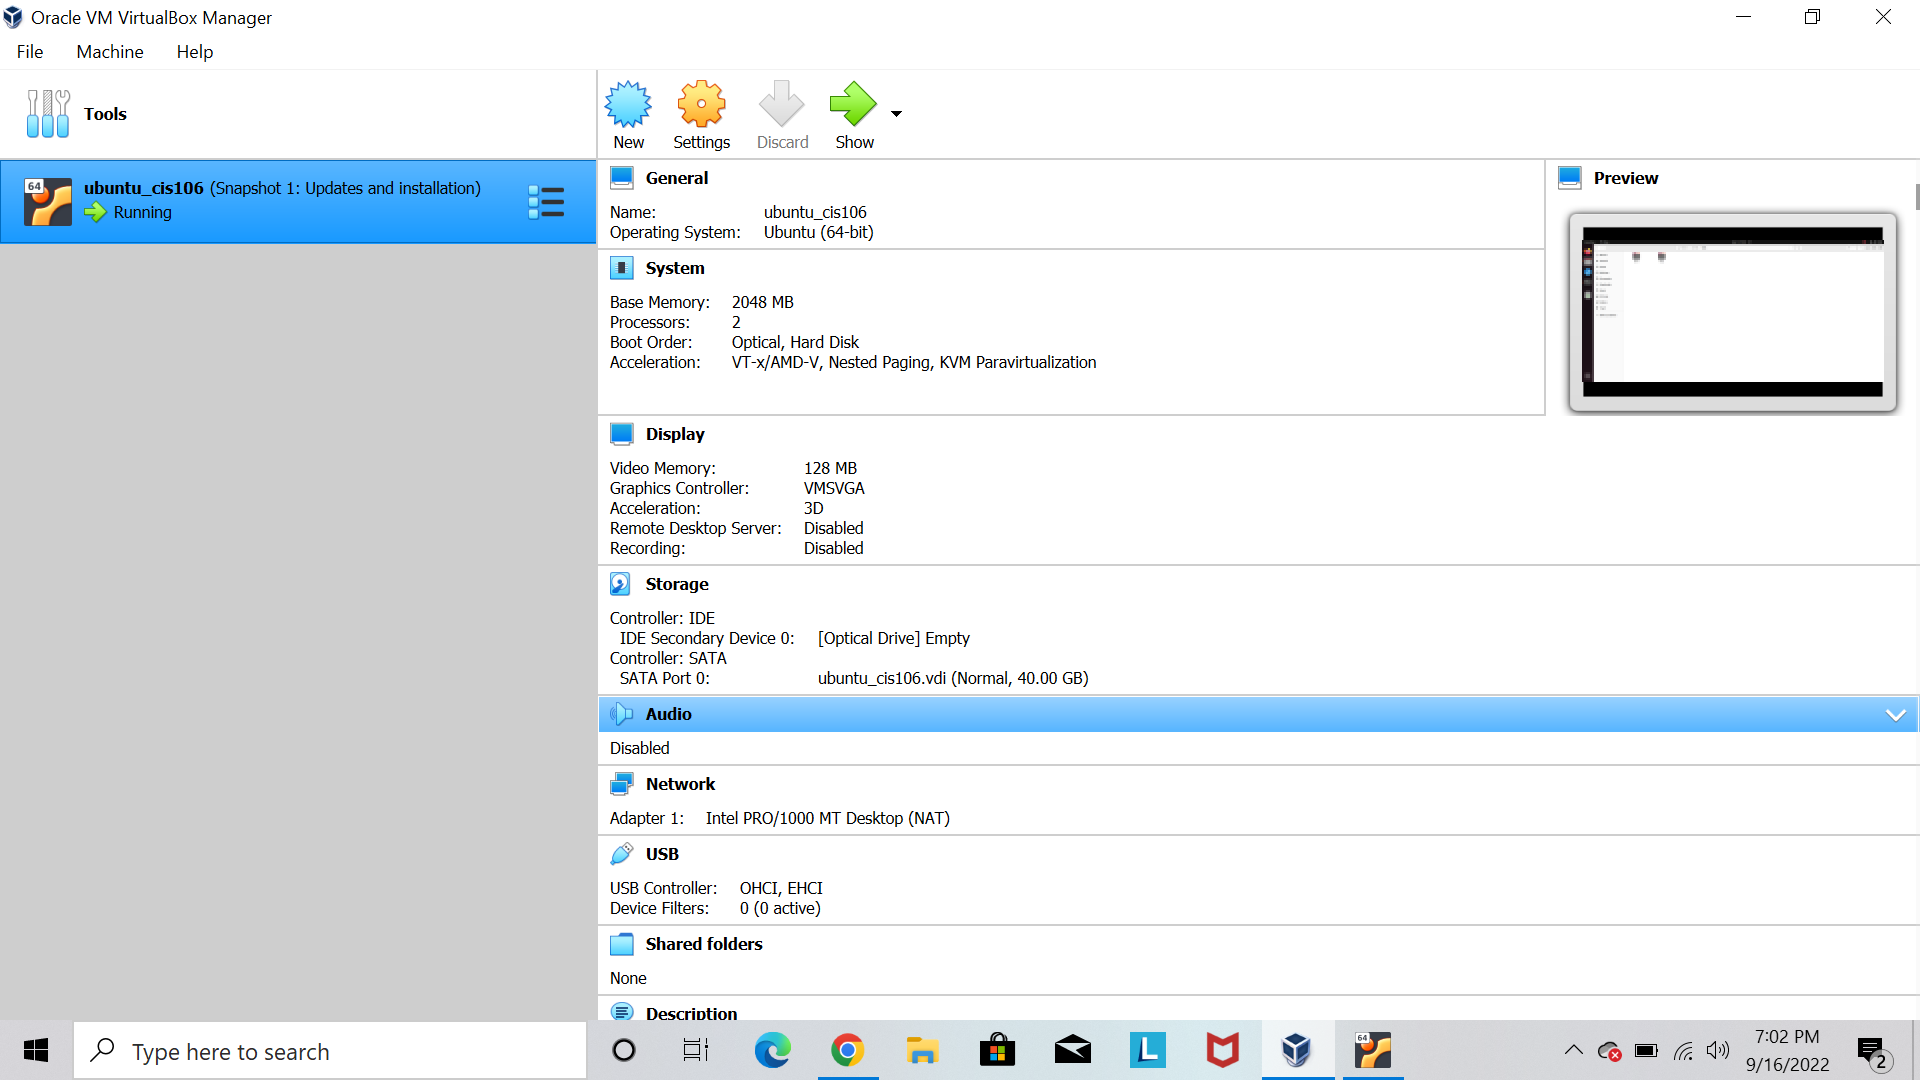 Oracle VM VirtualBox Manager
File Machine Help
Tools
New Settings Discard Show
64
ubuntu_cis106 (Snapshot 1: Updates and installation)
Running
General
Name: ubuntu_cis106
Operating System: Ubuntu (64-bit)
Preview
System
Base Memory: 2048 MB
Processors: 2
Boot Order: Optical, Hard Disk
Acceleration: VT-x/AMD-V, Nested Paging, KVM Paravirtualization
Display
Video Memory: 128 MB
Graphics Controller: VMSVGA
Acceleration: 3D
Remote Desktop Server: Disabled
Recording: Disabled
Storage
Controller: IDE
IDE Secondary Device 0: [Optical Drive] Empty
Controller: SATA
SATA Port 0: ubuntu_cis106.vdi (Normal, 40.00 GB)
Audio
Disabled
Network
Adapter 1: Intel PRO/1000 MT Desktop (NAT)
USB
USB Controller: OHCI, EHCI
Device Filters: 0 (0 active)
Shared folders
None
Description
Type here to search
L
64
7:02 PM
9/16/2022
2